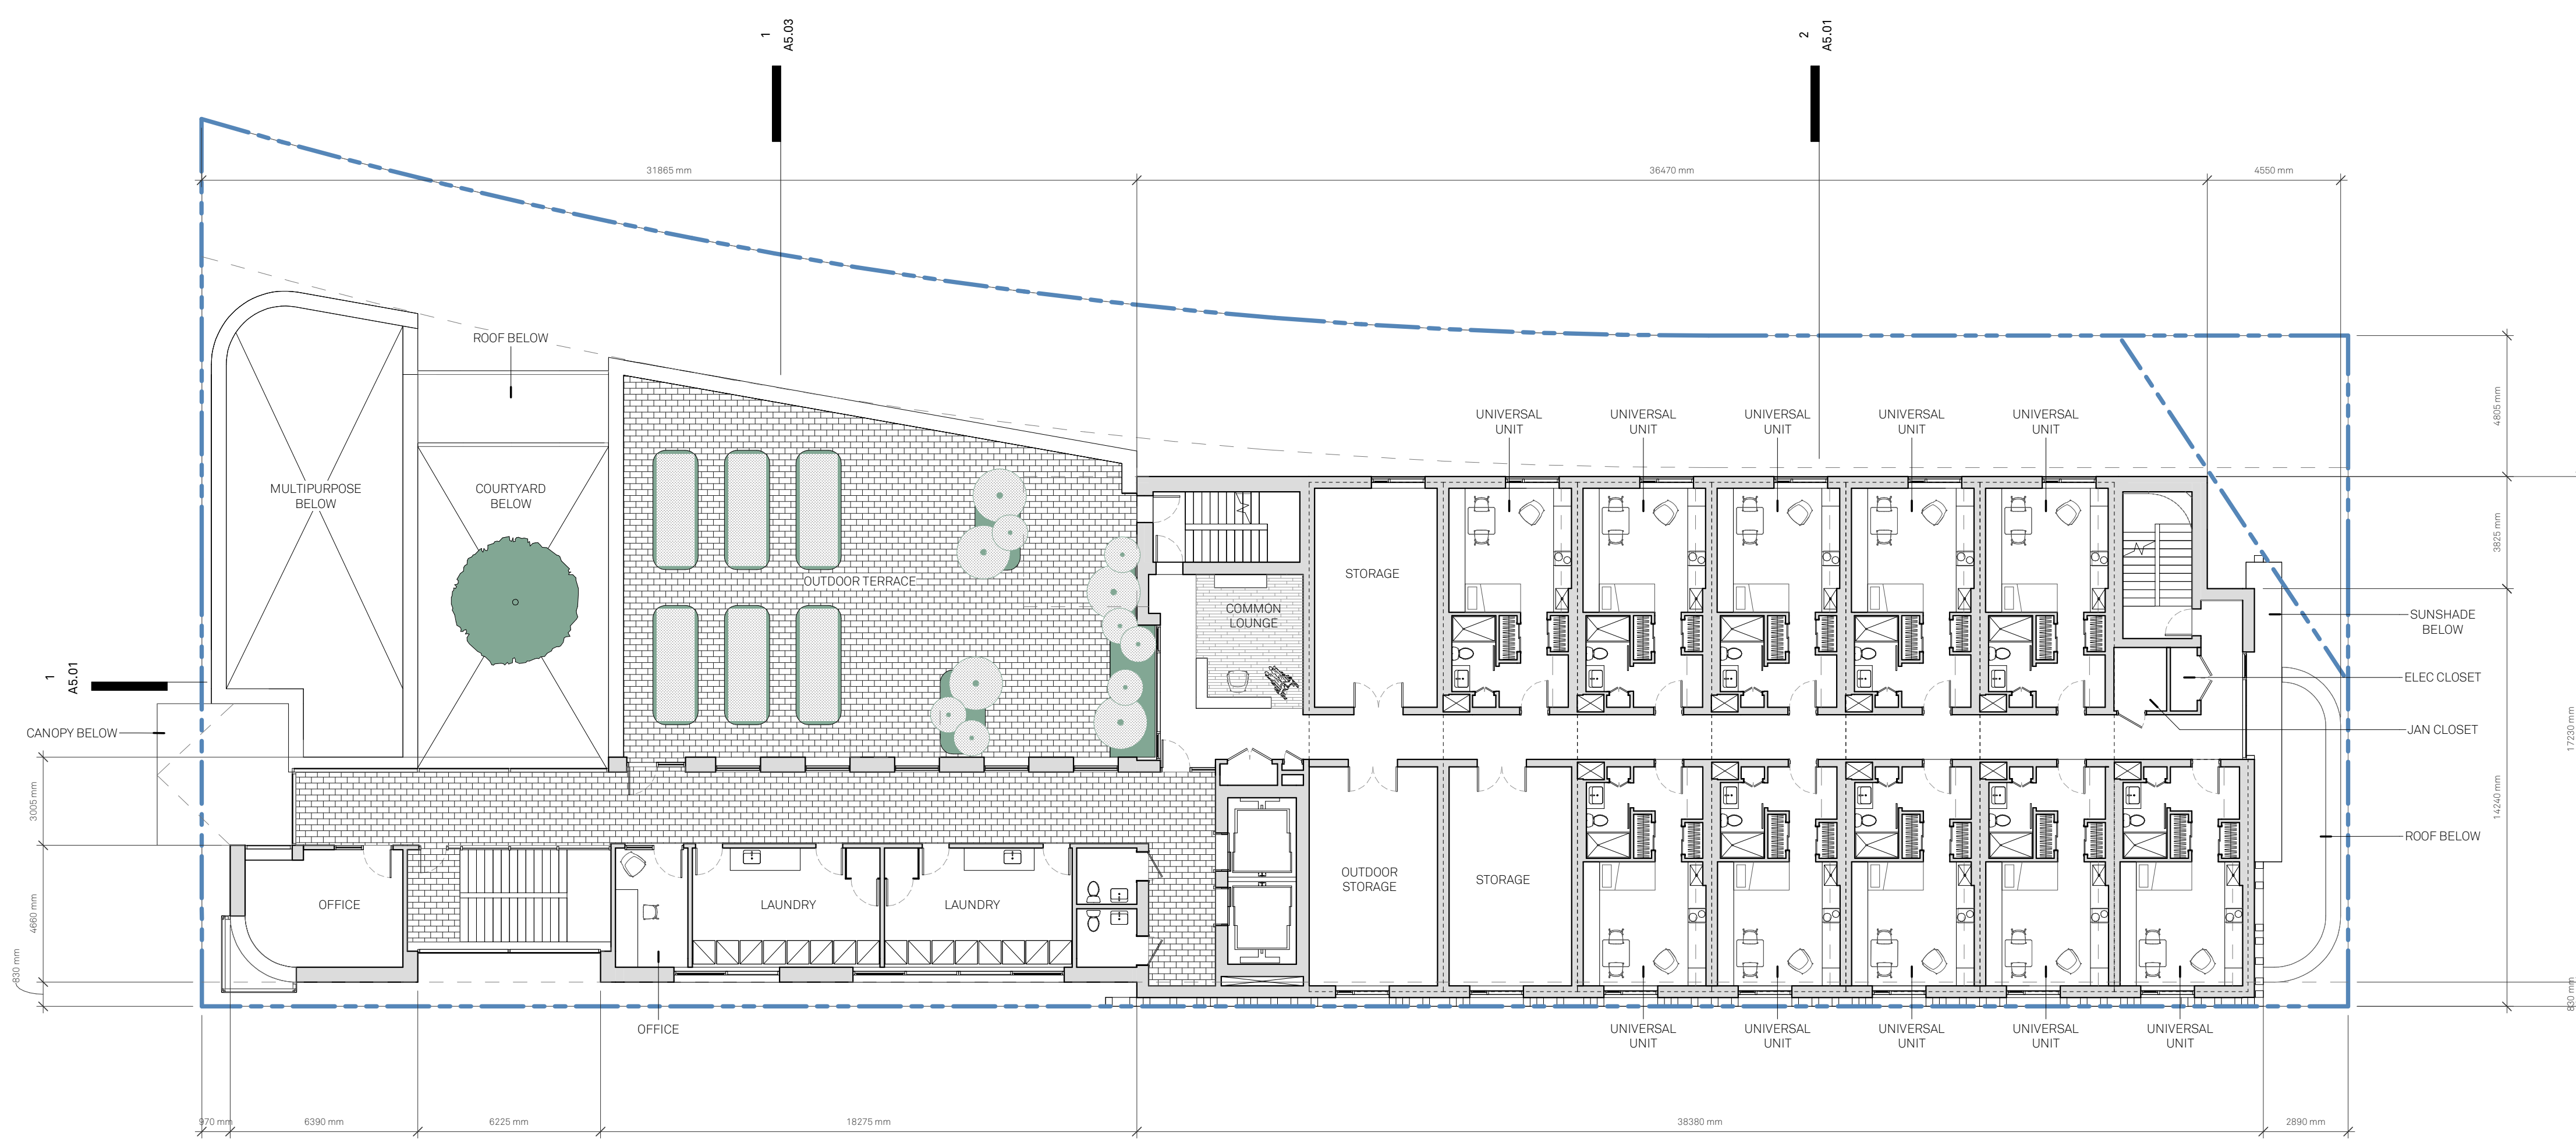 1
A5.03
2
A5.01
31865 mm
36470 mm
4550 mm
ROOF BELOW
UNIVERSAL
UNIT
UNIVERSAL
UNIT
UNIVERSAL
UNIT
UNIVERSAL
UNIT
UNIVERSAL
UNIT
4805 mm
MULTIPURPOSE
BELOW
COURTYARD
BELOW
3825 mm
OUTDOOR TERRACE
STORAGE
COMMON
LOUNGE
SUNSHADE
BELOW
1
A5.01
ELEC CLOSET
CANOPY BELOW
JAN CLOSET
17230 mm
3005 mm
14240 mm
ROOF BELOW
OUTDOOR
STORAGE
STORAGE
OFFICE
LAUNDRY
LAUNDRY
4660 mm
830 mm
830 mm
OFFICE
UNIVERSAL
UNIT
UNIVERSAL
UNIT
UNIVERSAL
UNIT
UNIVERSAL
UNIT
UNIVERSAL
UNIT
970 mm
6390 mm
6225 mm
18275 mm
38380 mm
2890 mm